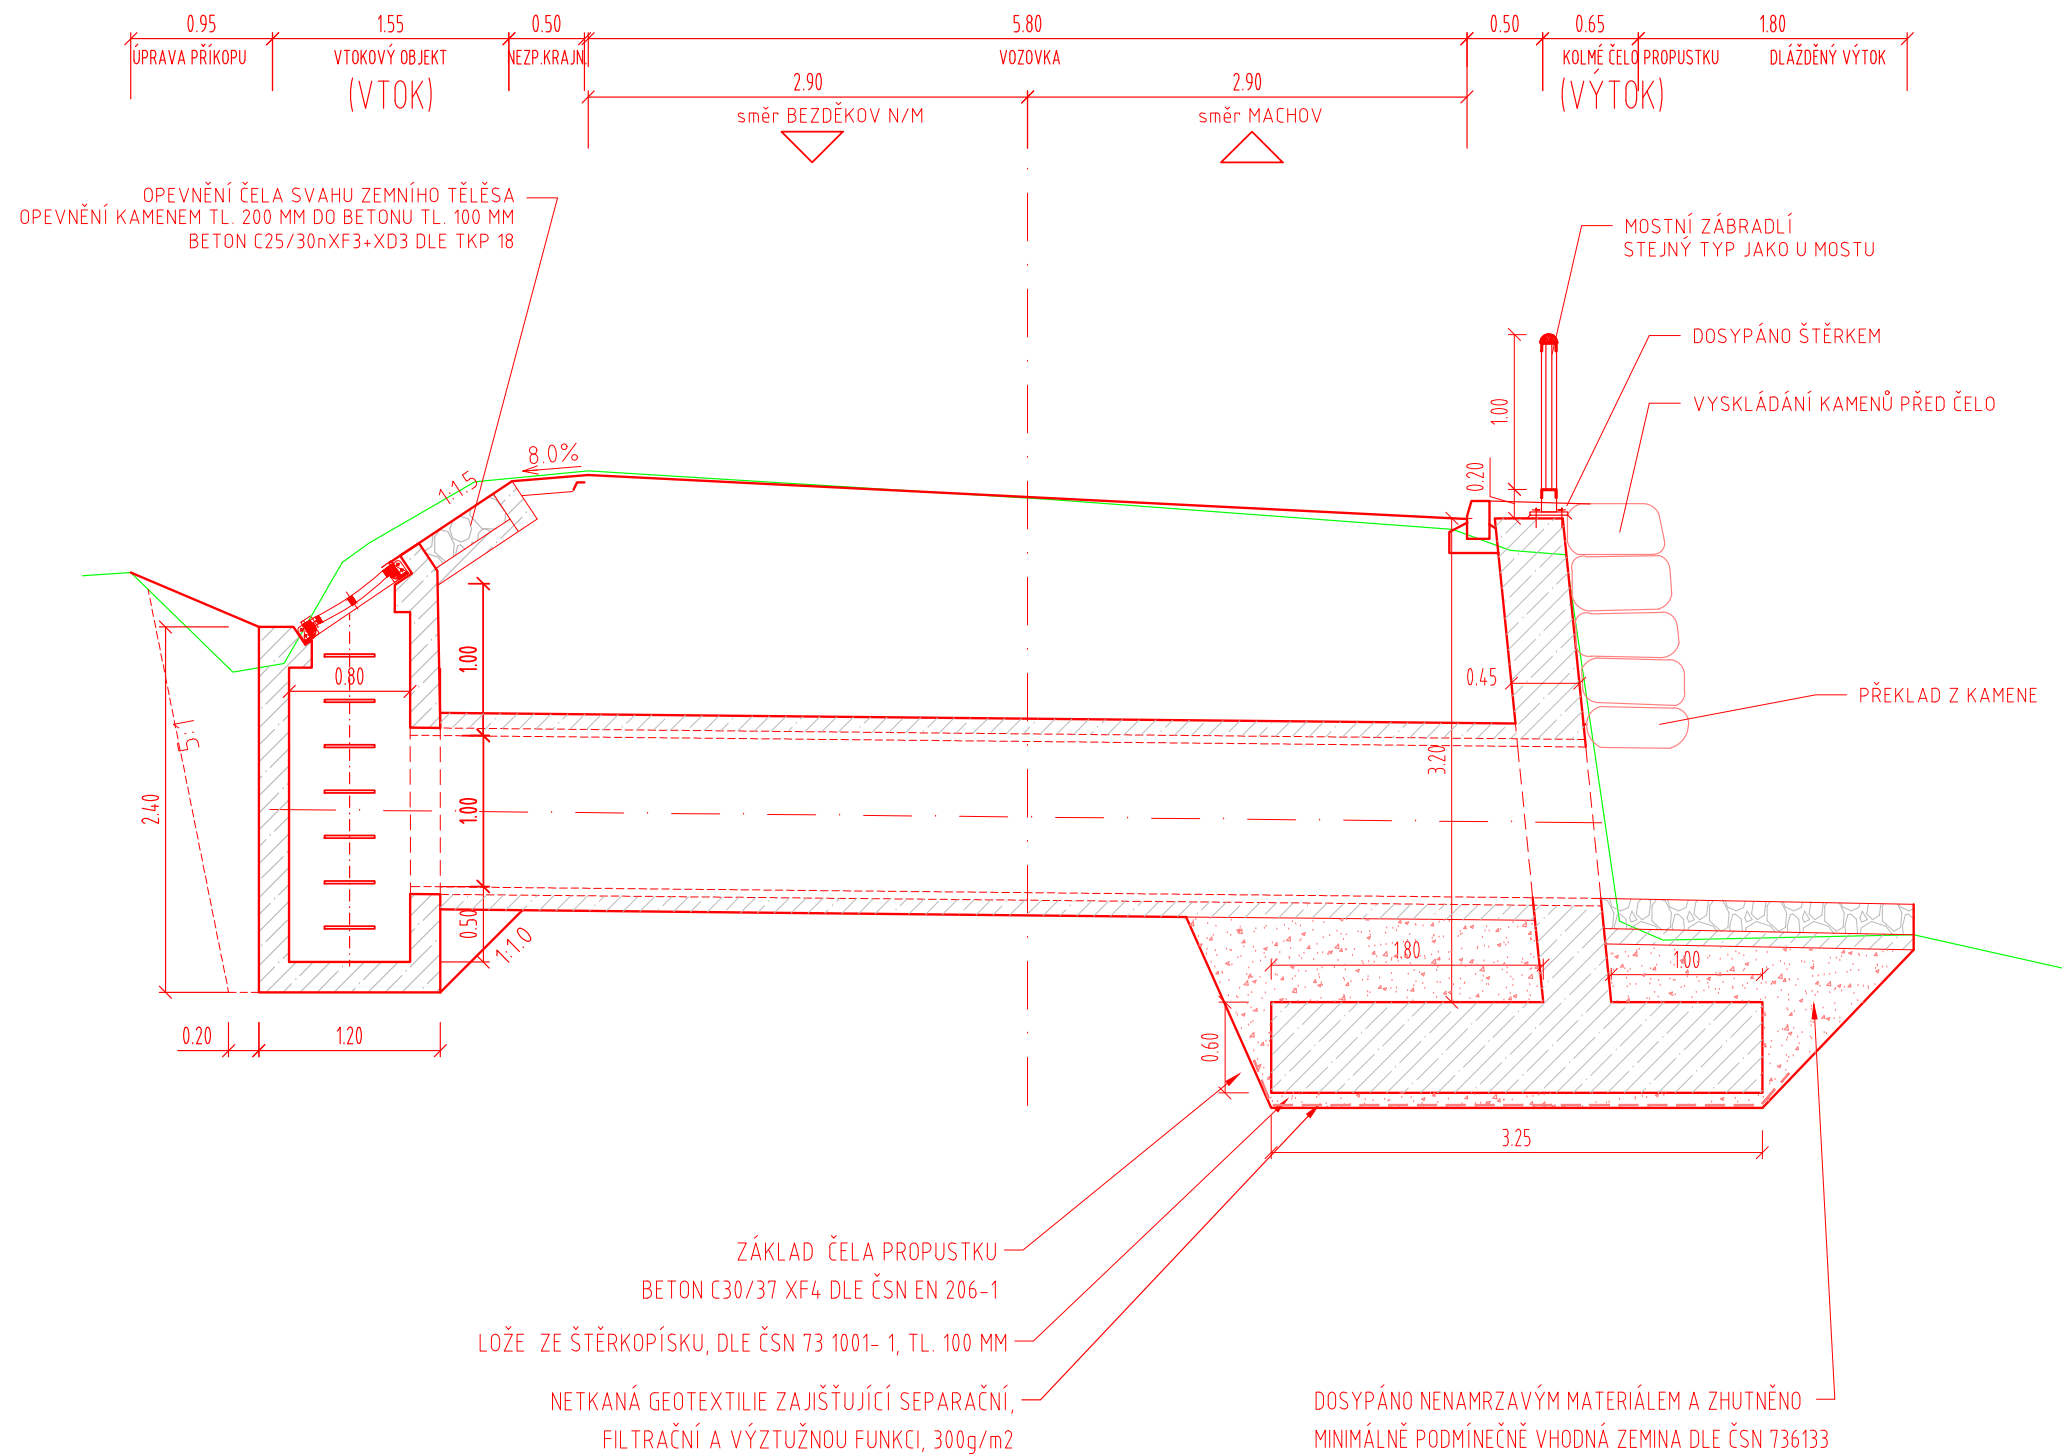 0.95 1.55 0.50 5.80 0.50 0.65 1.80
ÚPRAVA PŘÍKOPU VTOKOVÝ OBJEKT NEZP.KRAJN. VOZOVKA KOLMÉ ČELO PROPUSTKU DLÁŽDĚNÝ VÝTOK
(VTOK) (VÝTOK)
2.90 2.90
směr BEZDĚKOV N/M směr MACHOV
OPEVNĚNÍ ČELA SVAHU ZEMNÍHO TĚLĚSA
OPEVNĚNÍ KAMENEM TL. 200 MM DO BETONU TL. 100 MM
BETON C25/30nXF3+XD3 DLE TKP 18
MOSTNÍ ZÁBRADLÍ
STEJNÝ TYP JAKO U MOSTU
DOSYPÁNO ŠTĚRKEM
VYSKLÁDÁNÍ KAMENŮ PŘED ČELO
1.00
8.0%
1:1.5
0.20
1.00
0.80
0.45
PŘEKLAD Z KAMENE
5:1
3.20
2.40
1.00
0.50
1:1.0
1.80
1.00
0.20
1.20
0.60
3.25
ZÁKLAD ČELA PROPUSTKU
BETON C30/37 XF4 DLE ČSN EN 206-1
LOŽE ZE ŠTĚRKOPÍSKU, DLE ČSN 73 1001- 1, TL. 100 MM
NETKANÁ GEOTEXTILIE ZAJIŠŤUJÍCÍ SEPARAČNÍ,
FILTRAČNÍ A VÝZTUŽNOU FUNKCI, 300g/m2
DOSYPÁNO NENAMRZAVÝM MATERIÁLEM A ZHUTNĚNO
MINIMÁLNĚ PODMÍNEČNĚ VHODNÁ ZEMINA DLE ČSN 736133